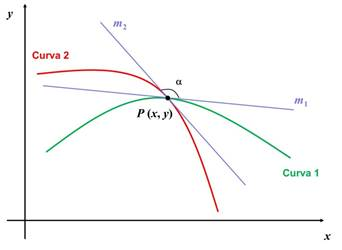 y
m₂
Curva 2
α
m₁
P (x, y)
Curva 1
x